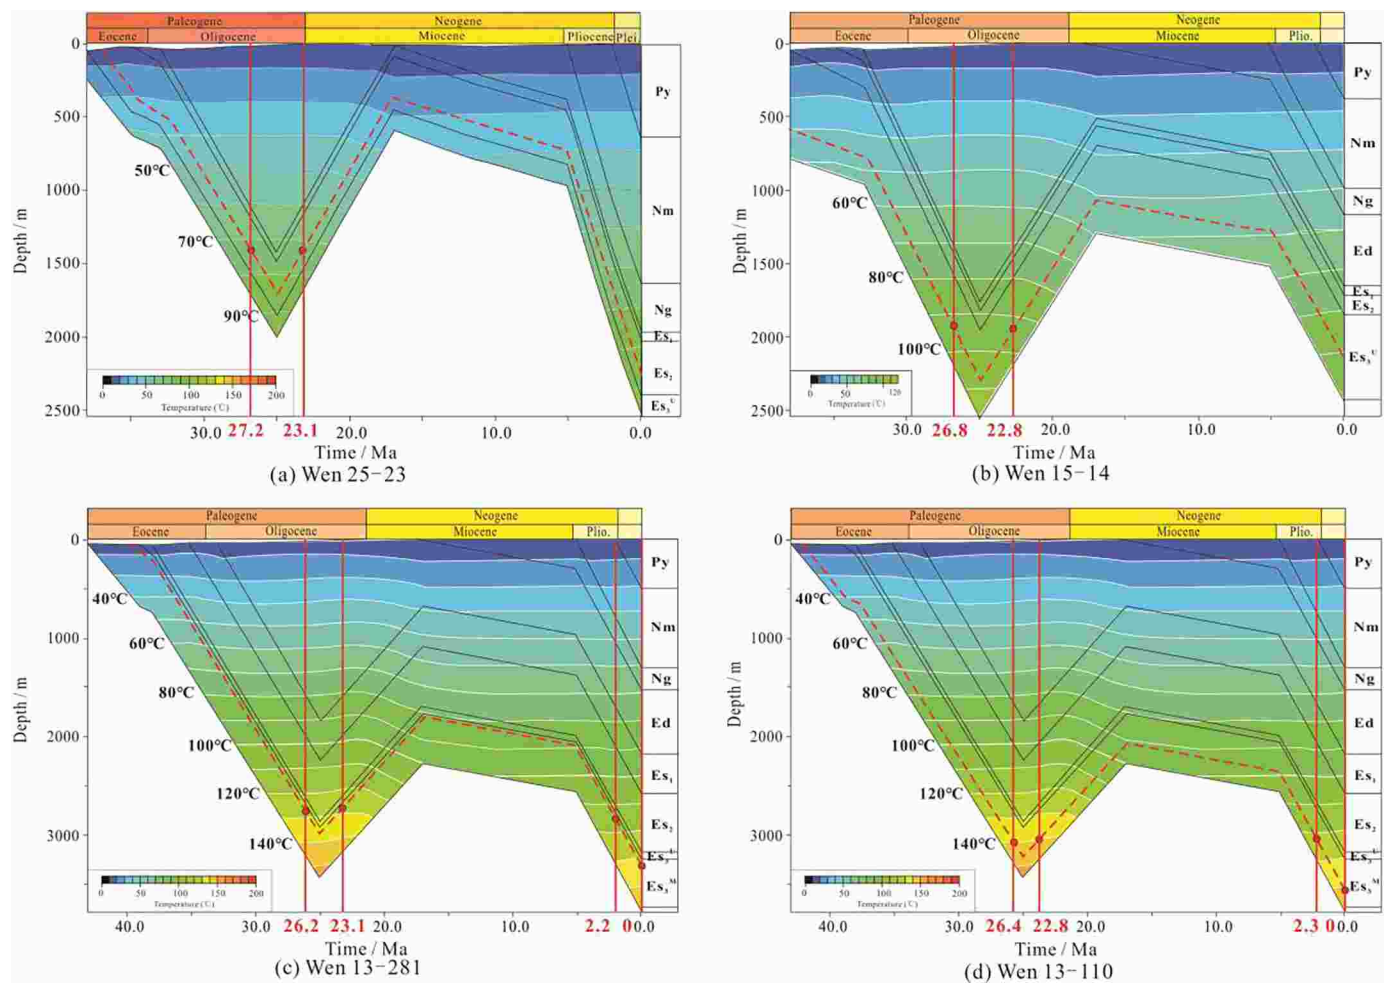 Paleogene Neogene
Eocene Oligocene Miocene Pliocene Plei.
0
500
1000
1500
2000
2500
Depth / m
50℃
70℃
90℃
Py
Nm
Ng
Es₁
Es₂
Es₃ᵁ
0 50 100 150 200
Temperature (℃)
30.0 27.2 23.1 20.0 10.0 0.0
Time / Ma
(a) Wen 25-23
Paleogene Neogene
Eocene Oligocene Miocene Plio.
0
500
1000
1500
2000
2500
Depth / m
60℃
80℃
100℃
Py
Nm
Ng
Ed
Es₁
Es₂
Es₃ᵁ
0 50 120
Temperature (℃)
30.0 26.8 22.8 20.0 10.0 0.0
Time / Ma
(b) Wen 15-14
Paleogene Neogene
Eocene Oligocene Miocene Plio.
0
1000
2000
3000
Depth / m
40℃
60℃
80℃
100℃
120℃
140℃
Py
Nm
Ng
Ed
Es₁
Es₂
Es₃ᵁ
Es₃ᴹ
0 50 100 150 200
Temperature (℃)
40.0 30.0 26.2 23.1 20.0 10.0 2.2 0 0.0
Time / Ma
(c) Wen 13-281
Paleogene Neogene
Eocene Oligocene Miocene Plio.
0
1000
2000
3000
Depth / m
40℃
60℃
80℃
100℃
120℃
140℃
Py
Nm
Ng
Ed
Es₁
Es₂
Es₃ᵁ
Es₃ᴹ
0 50 100 150 200
Temperature (℃)
40.0 30.0 26.4 22.8 20.0 10.0 2.3 0 0.0
Time / Ma
(d) Wen 13-110